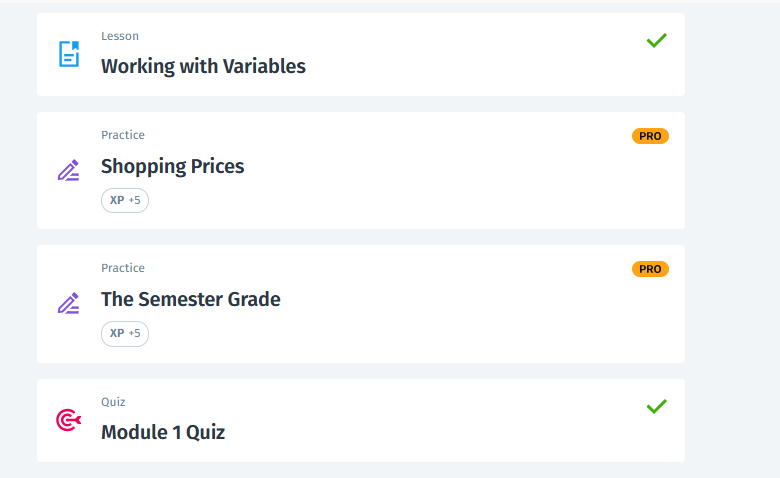 Lesson
Working with Variables
Practice
PRO
Shopping Prices
XP +5
Practice
PRO
The Semester Grade
XP +5
Quiz
Module 1 Quiz